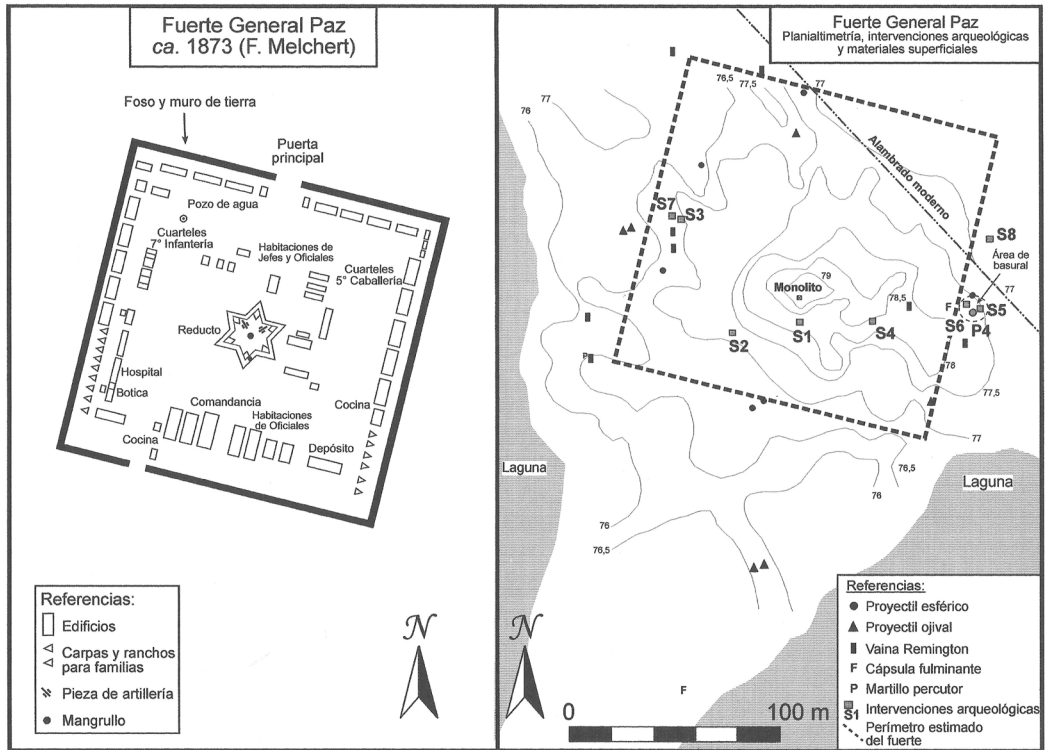 Fuerte General Paz
ca. 1873 (F. Melchert)
Foso y muro de tierra
Puerta
principal
Pozo de agua
Cuarteles
7° Infantería
Habitaciones de
Jefes y Oficiales
Cuarteles
5° Caballería
Reducto
Hospital
Botica
Comandancia
Cocina
Habitaciones
de Oficiales
Cocina
Depósito
Referencias:
Edificios
Carpas y ranchos
para familias
Pieza de artillería
Mangrullo
N
Fuerte General Paz
Planialtimetría, intervenciones arqueológicas
y materiales superficiales
76
77
76,5
77,5
77
Alambrado moderno
S7
S3
S8
Área de
basural
77
79
Monolito
78,5
F
S5
S6
P4
S2
S1
S4
P
78
77,5
77
76,5
76
Laguna
Laguna
76
76,5
N
F
0
100 m
Referencias:
Proyectil esférico
Proyectil ojival
Vaina Remington
F Cápsula fulminante
P Martillo percutor
S1 Intervenciones arqueológicas
Perímetro estimado
del fuerte